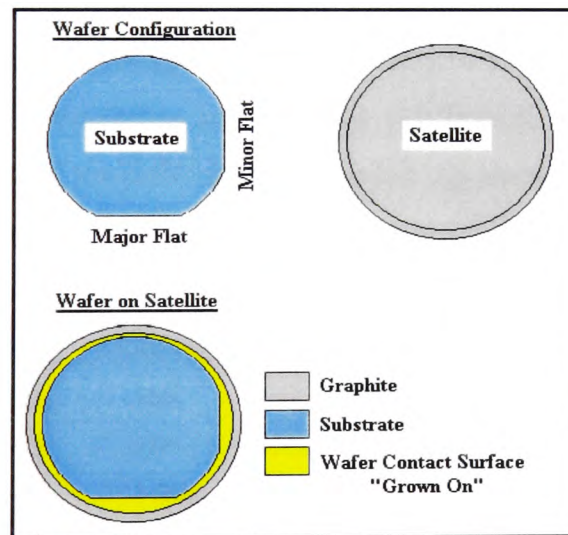 Wafer Configuration
Substrate
Minor Flat
Major Flat
Satellite
Wafer on Satellite
Graphite
Substrate
Wafer Contact Surface
"Grown On"